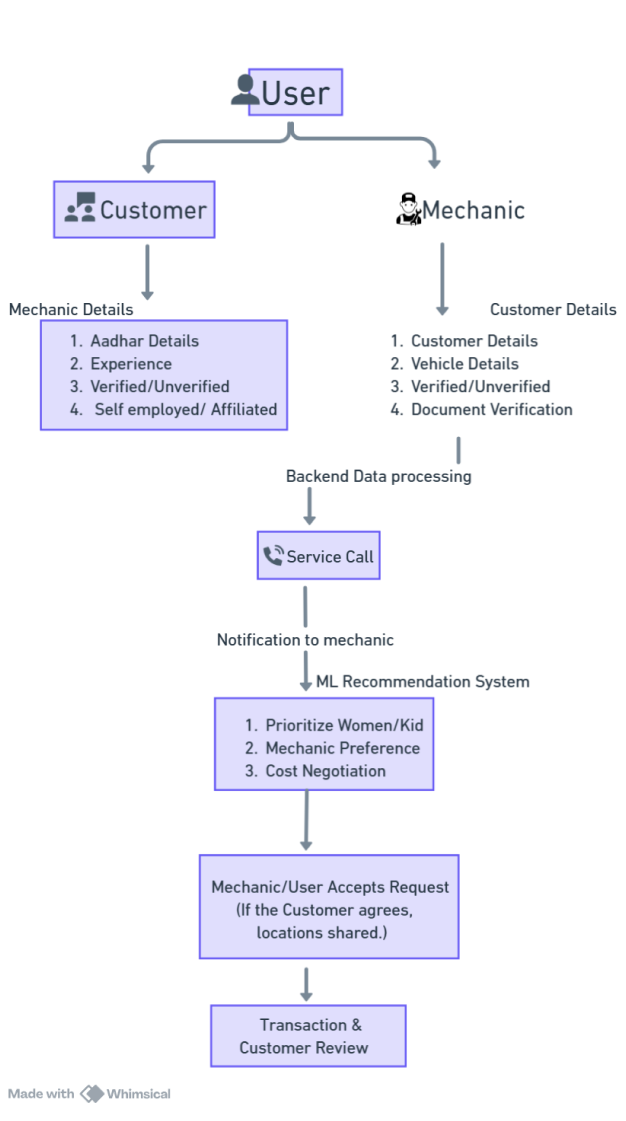 User
Customer
Mechanic
Mechanic Details
1. Aadhar Details
2. Experience
3. Verified/Unverified
4. Self employed/ Affiliated
Customer Details
1. Customer Details
2. Vehicle Details
3. Verified/Unverified
4. Document Verification
Backend Data processing
Service Call
Notification to mechanic
ML Recommendation System
1. Prioritize Women/Kid
2. Mechanic Preference
3. Cost Negotiation
Mechanic/User Accepts Request
(If the Customer agrees,
locations shared.)
Transaction &
Customer Review
Made with Whimsical